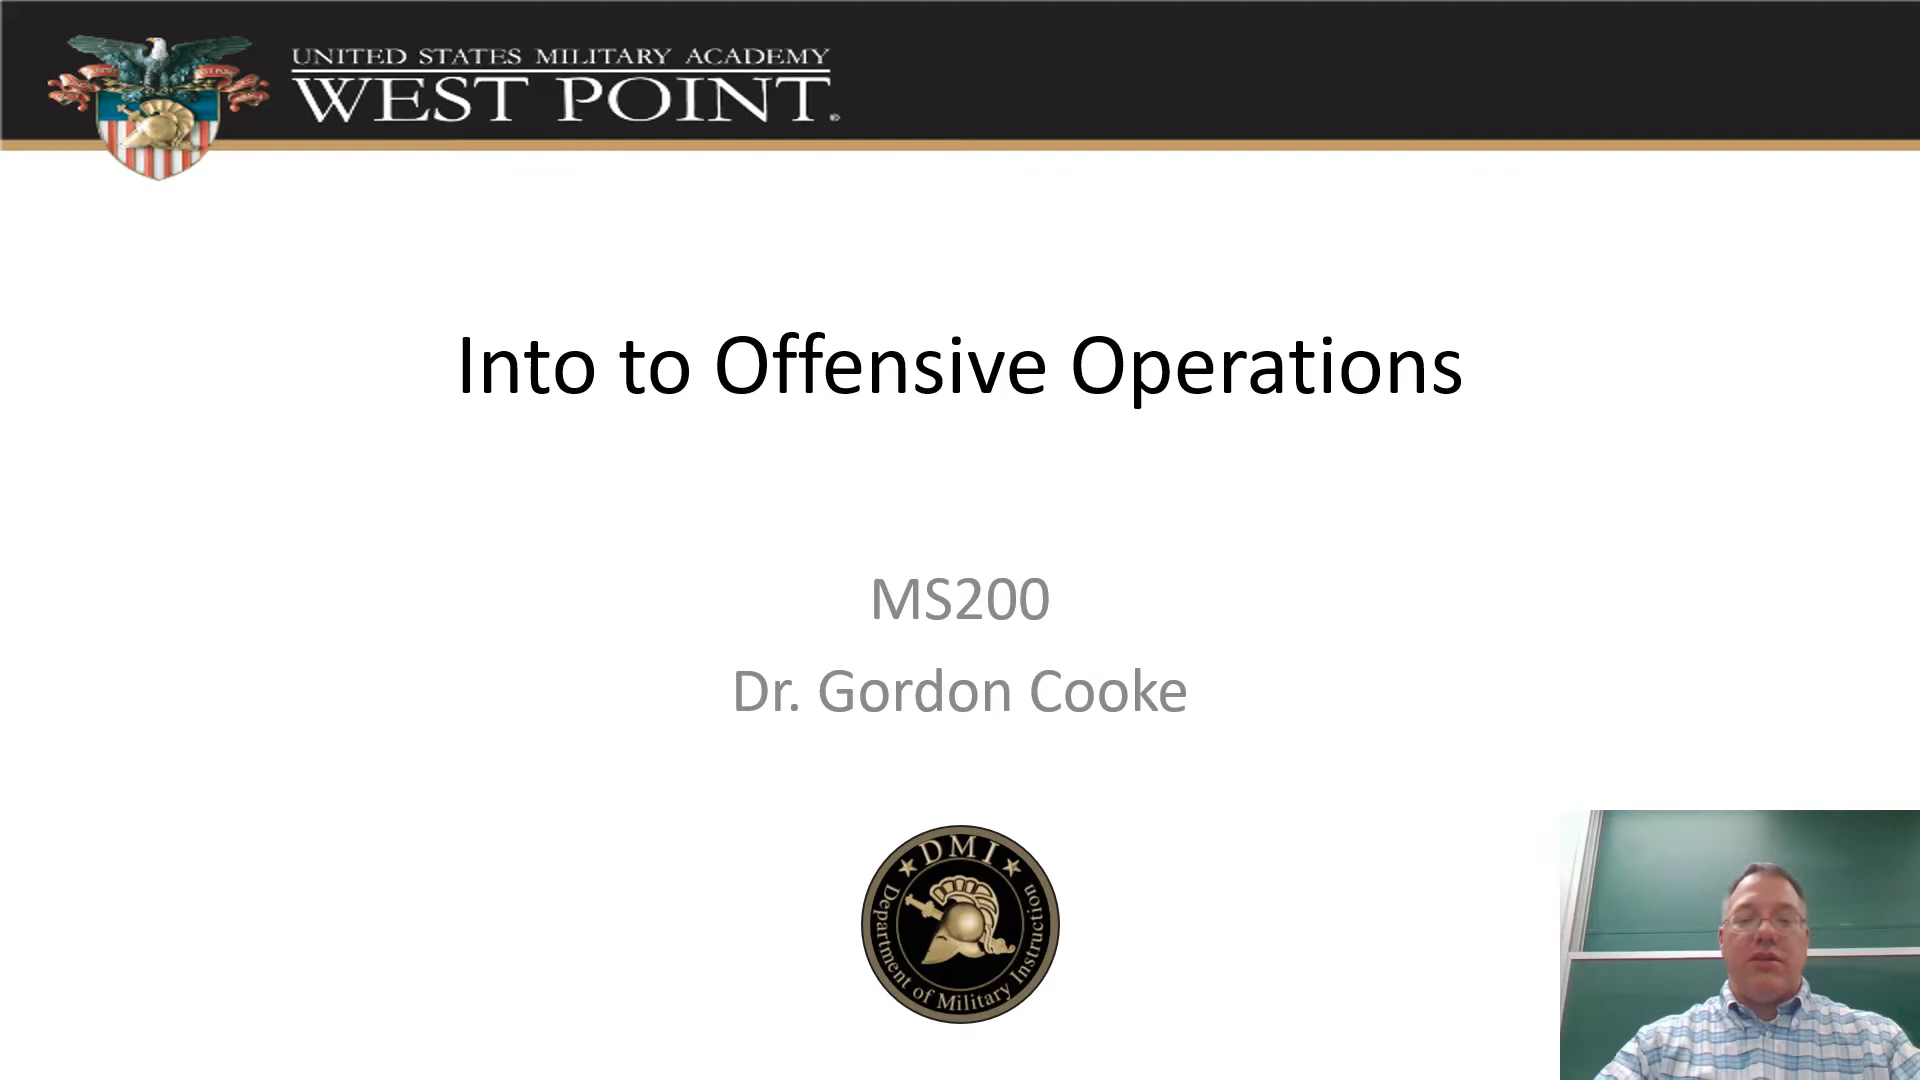 UNITED STATES MILITARY ACADEMY
WEST POINT®
Into to Offensive Operations
MS200
Dr. Gordon Cooke
DMI
Department of Military Instruction